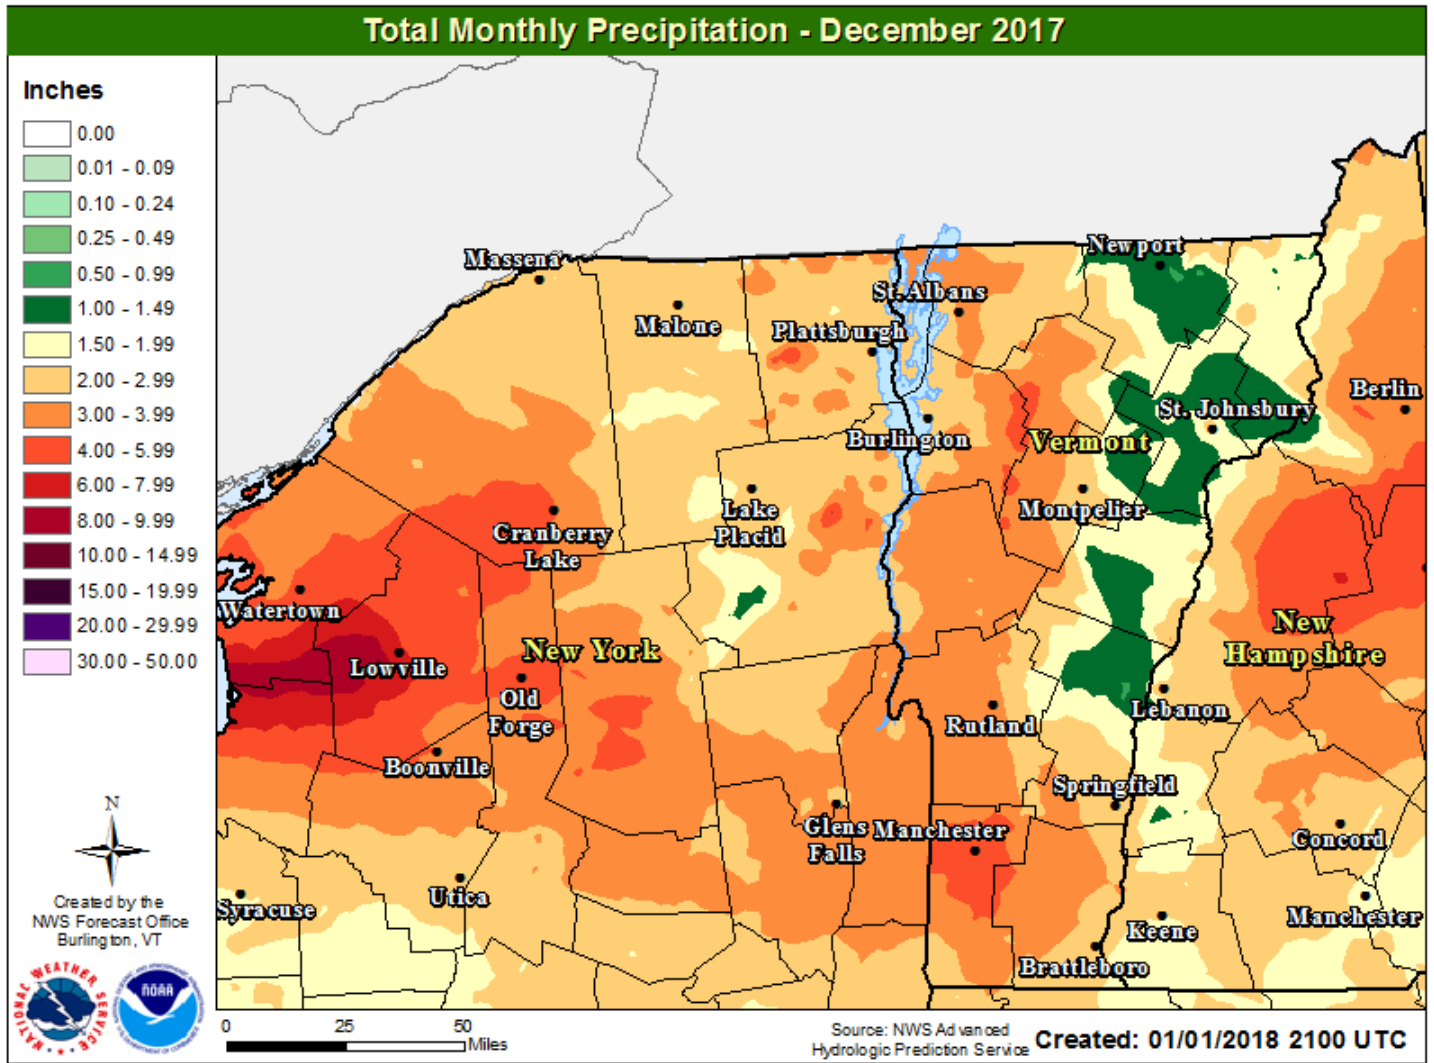 Total Monthly Precipitation - December 2017
Inches
0.00
0.01 - 0.09
0.10 - 0.24
0.25 - 0.49
0.50 - 0.99
1.00 - 1.49
1.50 - 1.99
2.00 - 2.99
3.00 - 3.99
4.00 - 5.99
6.00 - 7.99
8.00 - 9.99
10.00 - 14.99
15.00 - 19.99
20.00 - 29.99
30.00 - 50.00
Newport
Massena
St. Albans
Malone
Plattsburgh
Berlin
St. Johnsbury
Burlington
Vermont
Lake
Placid
Montpelier
Cranberry
Lake
Watertown
New
Hampshire
New York
Lowville
Old
Forge
Lebanon
Rutland
Boonville
Springfield
Glens
Falls
Manchester
Concord
Utica
Syracuse
Manchester
Keene
Brattleboro
N
Created by the
NWS Forecast Office
Burlington, VT
NATIONAL WEATHER SERVICE
NOAA
0 25 50
Miles
Source: NWS Advanced
Hydrologic Prediction Service
Created: 01/01/2018 2100 UTC